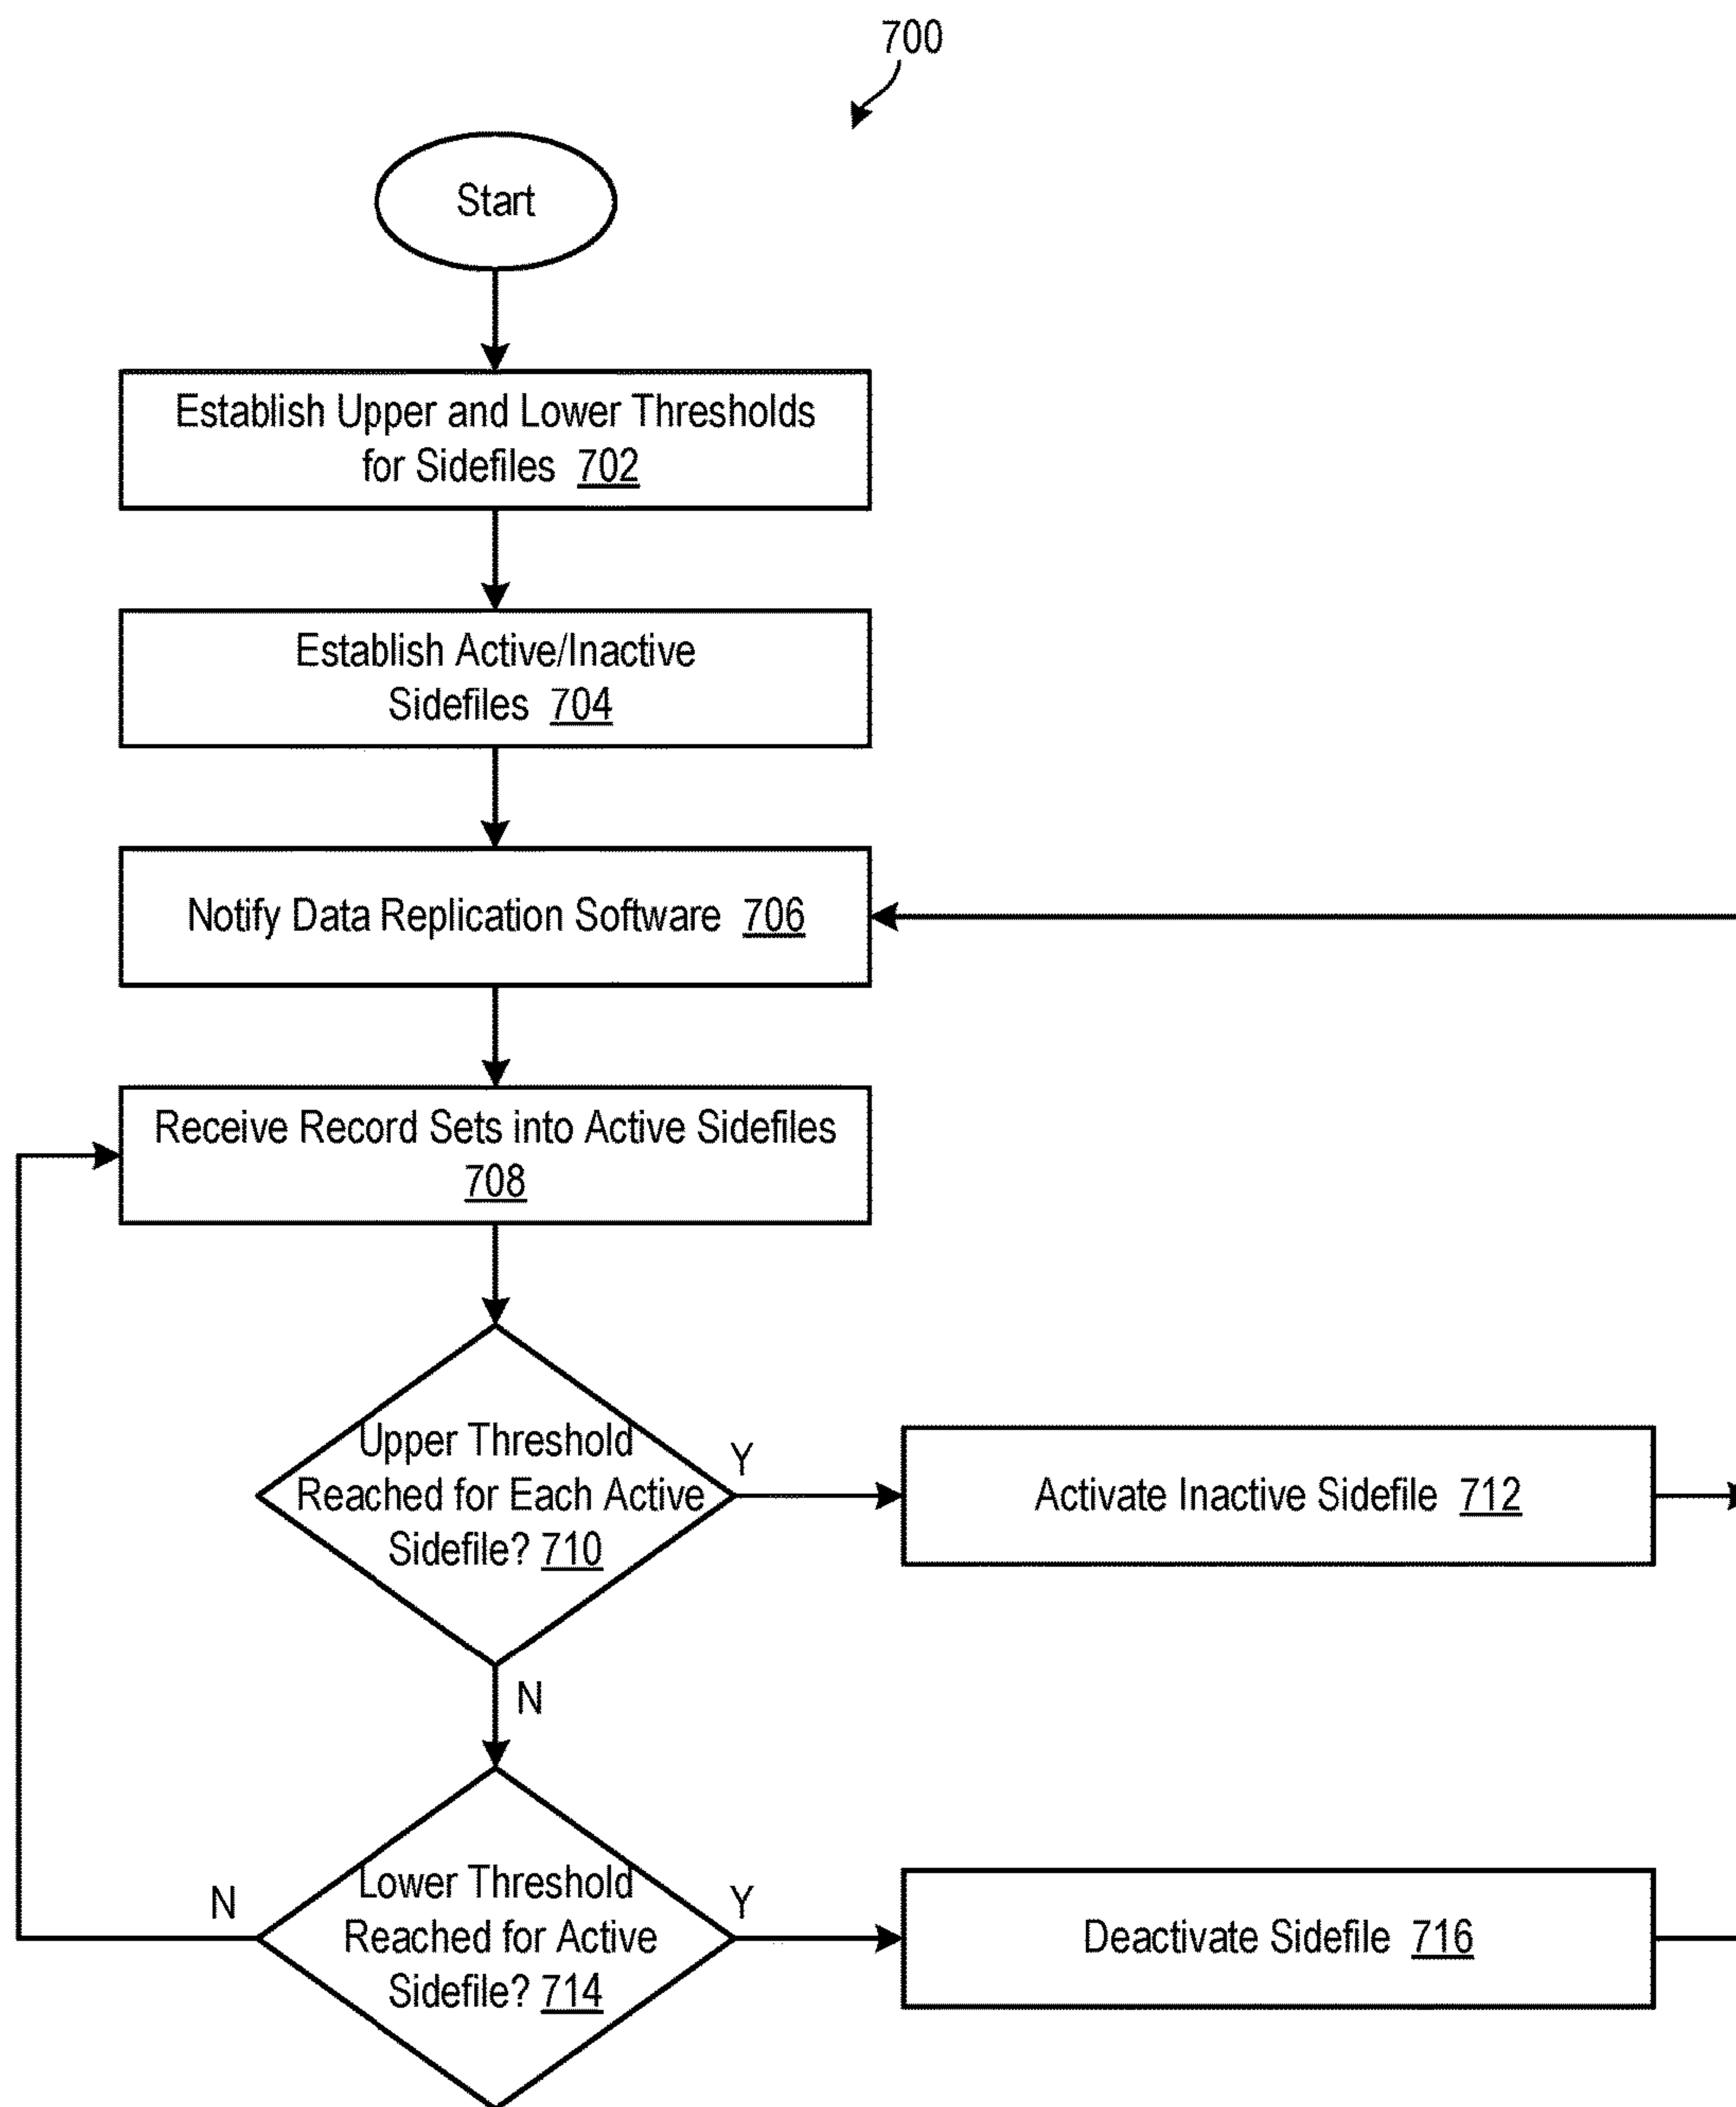 700
Start
Establish Upper and Lower Thresholds
for Sidefiles 702
Establish Active/Inactive
Sidefiles 704
Notify Data Replication Software 706
Receive Record Sets into Active Sidefiles
708
Upper Threshold
Reached for Each Active
Sidefile? 710
Y
Activate Inactive Sidefile 712
N
Lower Threshold
Reached for Active
Sidefile? 714
N
Y
Deactivate Sidefile 716